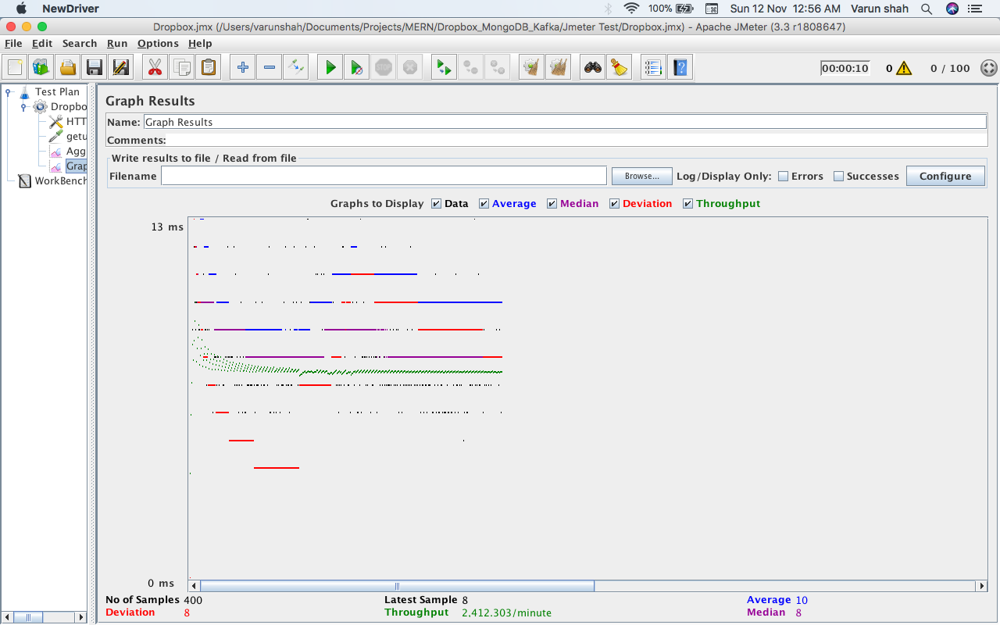 NewDriver 100% Sun 12 Nov 12:56 AM Varun shah
Dropbox.jmx (/Users/varunshah/Documents/Projects/MERN/Dropbox_MongoDB_Kafka/Jmeter Test/Dropbox.jmx) - Apache JMeter (3.3 r1808647)
File Edit Search Run Options Help
00:00:10 0 0 / 100
Test Plan
Dropbo
HTT
getu
Agg
Grap
WorkBench
Graph Results
Name: Graph Results
Comments:
Write results to file / Read from file
Filename Browse... Log/Display Only: Errors Successes Configure
Graphs to Display Data Average Median Deviation Throughput
13 ms
0 ms
No of Samples 400 Latest Sample 8 Average 10
Deviation 8 Throughput 2,412.303/minute Median 8